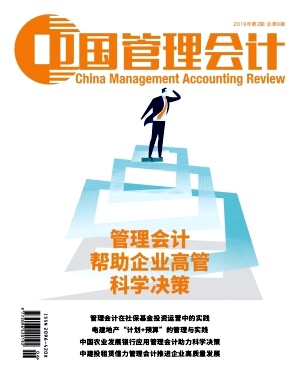 2019年第2期 总第8期
中国管理会计
China Management Accounting Review
管理会计
帮助企业高管
科学决策
管理会计在社保基金投资运营中的实践
电建地产“计划+预算”的管理与实践
中国农业发展银行应用管理会计助力科学决策
中建投租赁借力管理会计推进企业高质量发展